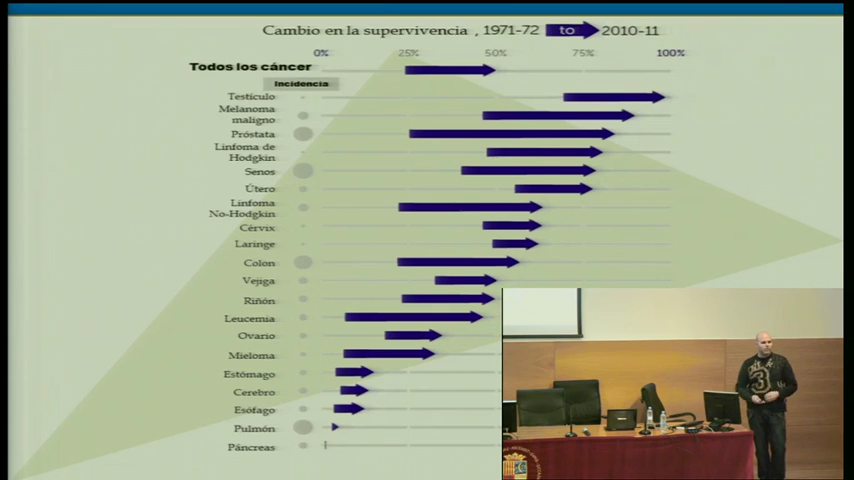 Cambio en la supervivencia , 1971-72 to 2010-11
0% 25% 50% 75% 100%
Todos los cáncer
Incidencia
Testículo
Melanoma
maligno
Próstata
Linfoma de
Hodgkin
Senos
Útero
Linfoma
No-Hodgkin
Cérvix
Laringe
Colon
Vejiga
Riñón
Leucemia
Ovario
Mieloma
Estómago
Cerebro
Esófago
Pulmón
Páncreas
3